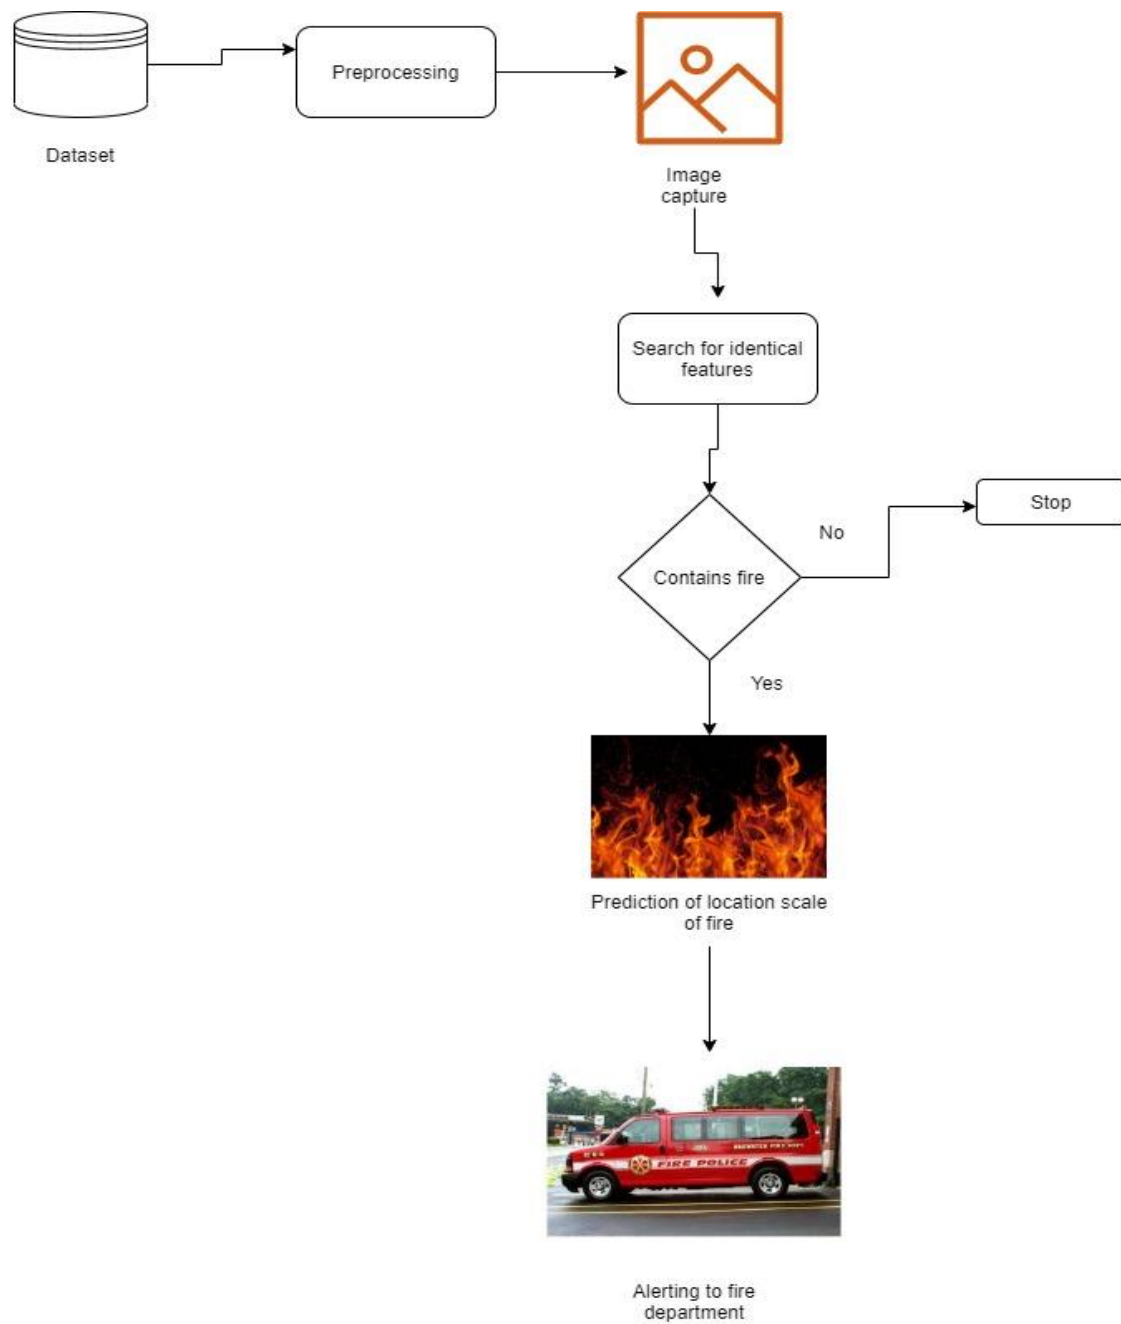 Dataset
Preprocessing
Image
capture
Search for identical
features
Contains fire
No
Stop
Yes
Prediction of location scale
of fire
FIRE POLICE
Alerting to fire
department